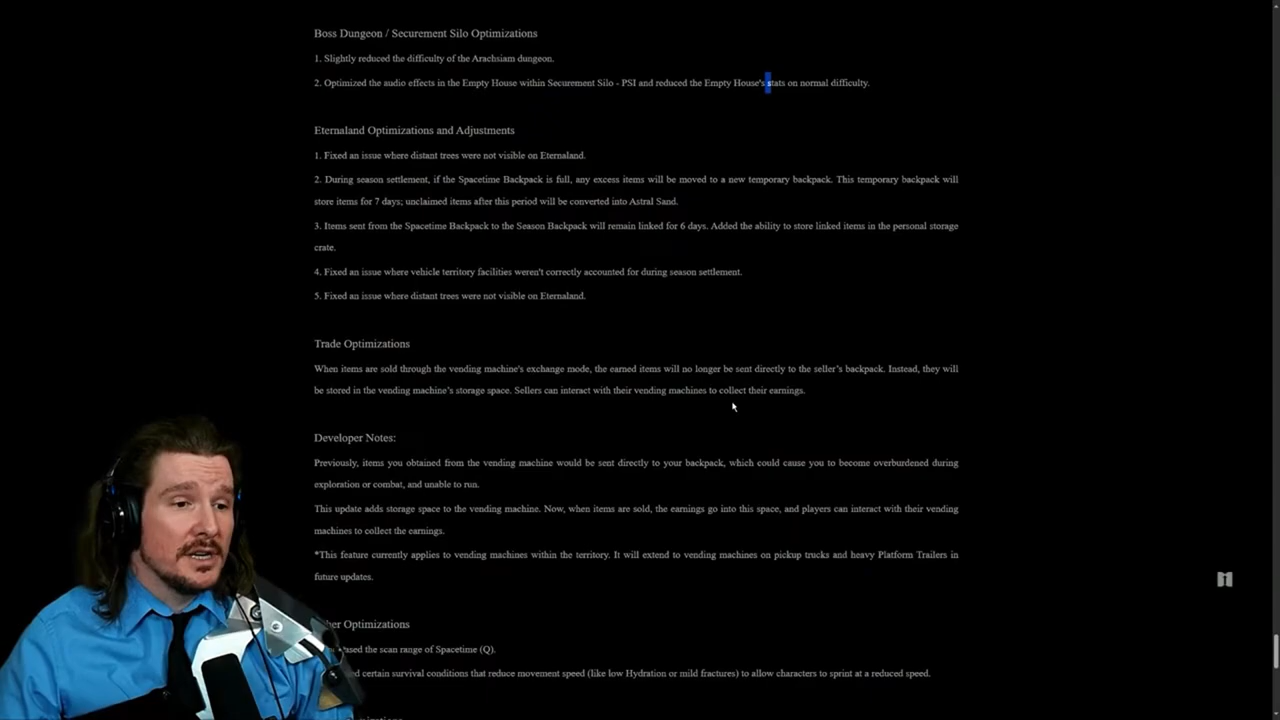 Boss Dungeon / Securement Silo Optimizations
1. Slightly reduced the difficulty of the Arachsiam dungeon.
2. Optimized the audio effects in the Empty House within Securement Silo - PSI and reduced the Empty House's stats on normal difficulty.
Eternaland Optimizations and Adjustments
1. Fixed an issue where distant trees were not visible on Eternaland.
2. During season settlement, if the Spacetime Backpack is full, any excess items will be moved to a new temporary backpack. This temporary backpack will
store items for 7 days; unclaimed items after this period will be converted into Astral Sand.
3. Items sent from the Spacetime Backpack to the Season Backpack will remain linked for 6 days. Added the ability to store linked items in the personal storage
crate.
4. Fixed an issue where vehicle territory facilities weren't correctly accounted for during season settlement.
5. Fixed an issue where distant trees were not visible on Eternaland.
Trade Optimizations
When items are sold through the vending machine's exchange mode, the earned items will no longer be sent directly to the seller's backpack. Instead, they will
be stored in the vending machine's storage space. Sellers can interact with their vending machines to collect their earnings.
Developer Notes:
Previously, items you obtained from the vending machine would be sent directly to your backpack, which could cause you to become overburdened during
exploration or combat, and unable to run.
This update adds storage space to the vending machine. Now, when items are sold, the earnings go into this space, and players can interact with their vending
machines to collect the earnings.
*This feature currently applies to vending machines within the territory. It will extend to vending machines on pickup trucks and heavy Platform Trailers in
future updates.
Optimizations
the scan range of Spacetime (Q).
certain survival conditions that reduce movement speed (like low Hydration or mild fractures) to allow characters to sprint at a reduced speed.